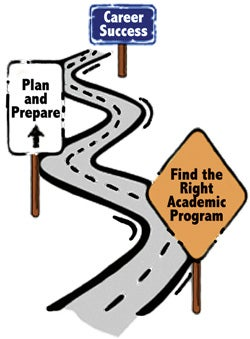 Career
Success
Plan
and
Prepare
Find the
Right
Academic
Program